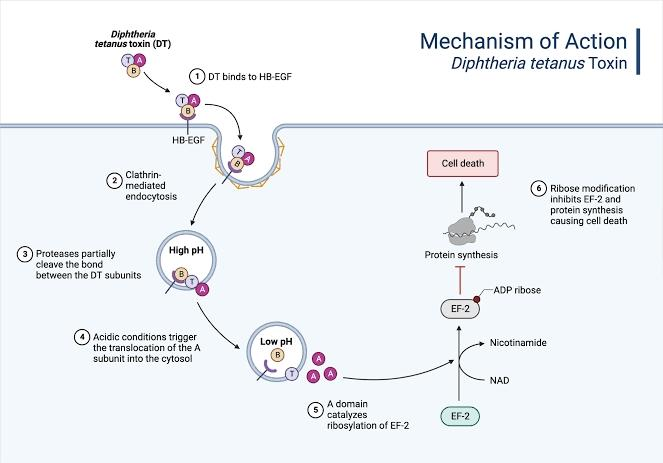 Diphtheria
tetanus toxin (DT)
T A
B
Mechanism of Action
Diphtheria tetanus Toxin
1 DT binds to HB-EGF
T A
B
HB-EGF
T A
B
2 Clathrin-
mediated
endocytosis
3 Proteases partially
cleave the bond
between the DT subunits
High pH
B
T
A
4 Acidic conditions trigger
the translocation of the A
subunit into the cytosol
Low pH
B
T
A
A
A
5 A domain
catalyzes
ribosylation of EF-2
Cell death
6 Ribose modification
inhibits EF-2 and
protein synthesis
causing cell death
Protein synthesis
ADP ribose
EF-2
Nicotinamide
NAD
EF-2